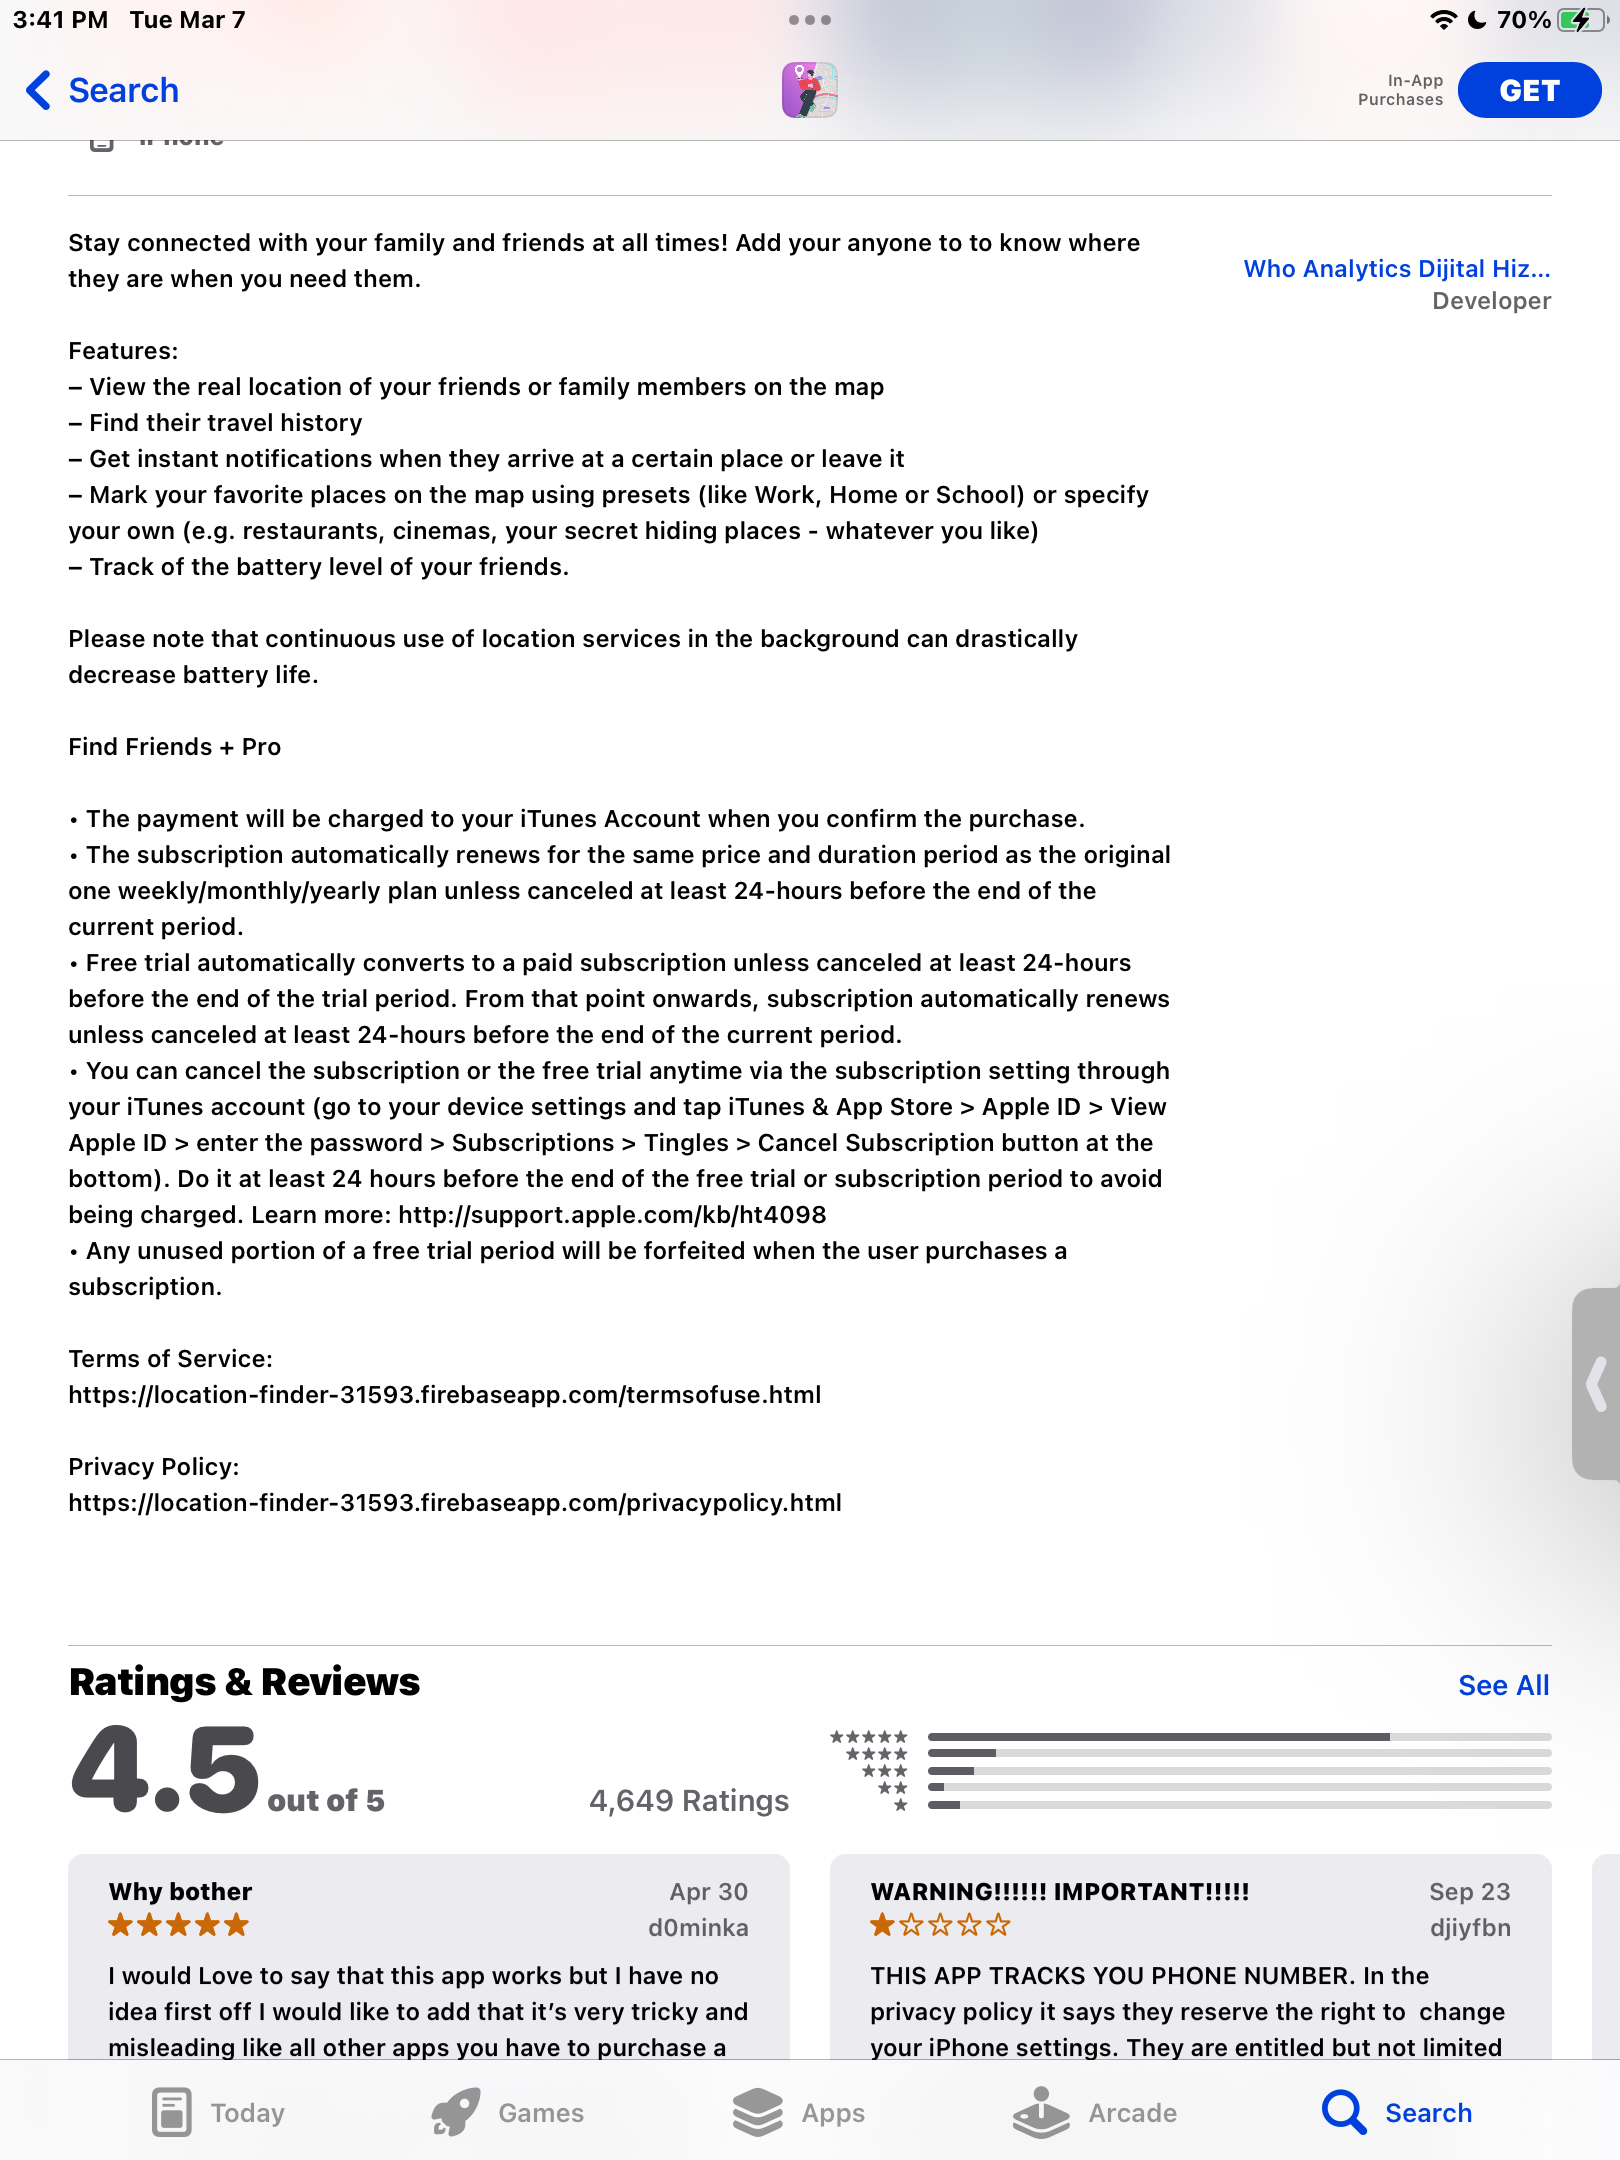 3:41 PM Tue Mar 7
70%
Search
In-App
Purchases
GET
iPhone
Stay connected with your family and friends at all times! Add your anyone to to know where
they are when you need them.
Who Analytics Dijital Hiz...
Developer
Features:
– View the real location of your friends or family members on the map
– Find their travel history
– Get instant notifications when they arrive at a certain place or leave it
– Mark your favorite places on the map using presets (like Work, Home or School) or specify
your own (e.g. restaurants, cinemas, your secret hiding places - whatever you like)
– Track of the battery level of your friends.
Please note that continuous use of location services in the background can drastically
decrease battery life.
Find Friends + Pro
• The payment will be charged to your iTunes Account when you confirm the purchase.
• The subscription automatically renews for the same price and duration period as the original
one weekly/monthly/yearly plan unless canceled at least 24-hours before the end of the
current period.
• Free trial automatically converts to a paid subscription unless canceled at least 24-hours
before the end of the trial period. From that point onwards, subscription automatically renews
unless canceled at least 24-hours before the end of the current period.
• You can cancel the subscription or the free trial anytime via the subscription setting through
your iTunes account (go to your device settings and tap iTunes & App Store > Apple ID > View
Apple ID > enter the password > Subscriptions > Tingles > Cancel Subscription button at the
bottom). Do it at least 24 hours before the end of the free trial or subscription period to avoid
being charged. Learn more: http://support.apple.com/kb/ht4098
• Any unused portion of a free trial period will be forfeited when the user purchases a
subscription.
Terms of Service:
https://location-finder-31593.firebaseapp.com/termsofuse.html
Privacy Policy:
https://location-finder-31593.firebaseapp.com/privacypolicy.html
Ratings & Reviews
See All
4.5 out of 5
4,649 Ratings
Why bother
Apr 30
d0minka
I would Love to say that this app works but I have no
idea first off I would like to add that it's very tricky and
misleading like all other apps you have to purchase a
WARNING!!!!!! IMPORTANT!!!!!
Sep 23
djiyfbn
THIS APP TRACKS YOU PHONE NUMBER. In the
privacy policy it says they reserve the right to  change
your iPhone settings. They are entitled but not limited
Today
Games
Apps
Arcade
Search